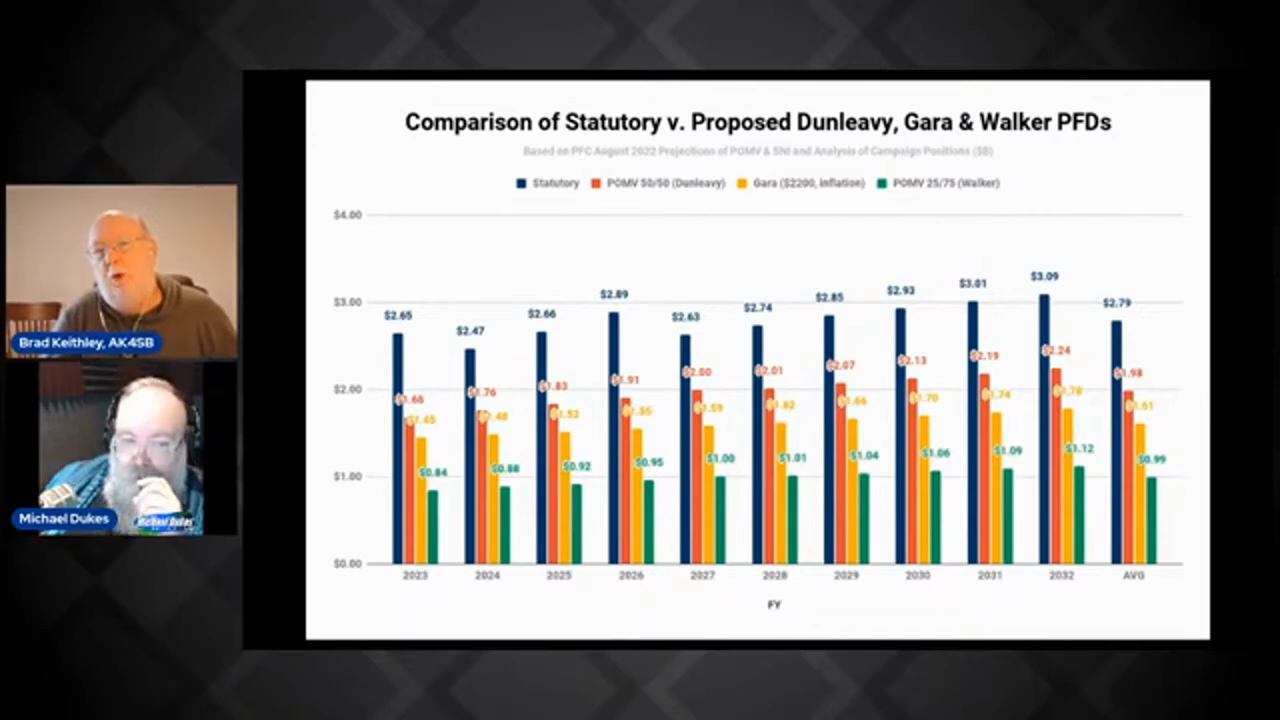 Comparison of Statutory v. Proposed Dunleavy, Gara & Walker PFDs
Based on PFC August 2022 Projections of POMV & SNI and Analysis of Campaign Positions ($B)
Statutory POMV 50/50 (Dunleavy) Gara ($2200, inflation) POMV 25/75 (Walker)
$4.00
$3.00
$2.00
$1.00
$0.00
$2.65 $1.66 $1.45 $0.84
$2.47 $1.76 $1.48 $0.88
$2.66 $1.83 $1.52 $0.92
$2.89 $1.91 $1.55 $0.95
$2.63 $2.00 $1.59 $1.00
$2.74 $2.01 $1.62 $1.01
$2.85 $2.07 $1.66 $1.04
$2.93 $2.13 $1.70 $1.06
$3.01 $2.19 $1.74 $1.09
$3.09 $2.24 $1.78 $1.12
$2.79 $1.98 $1.61 $0.99
2023 2024 2025 2026 2027 2028 2029 2030 2031 2032 AVG
FY
Brad Keithley, AK4SB
Michael Dukes
Michael Dukes